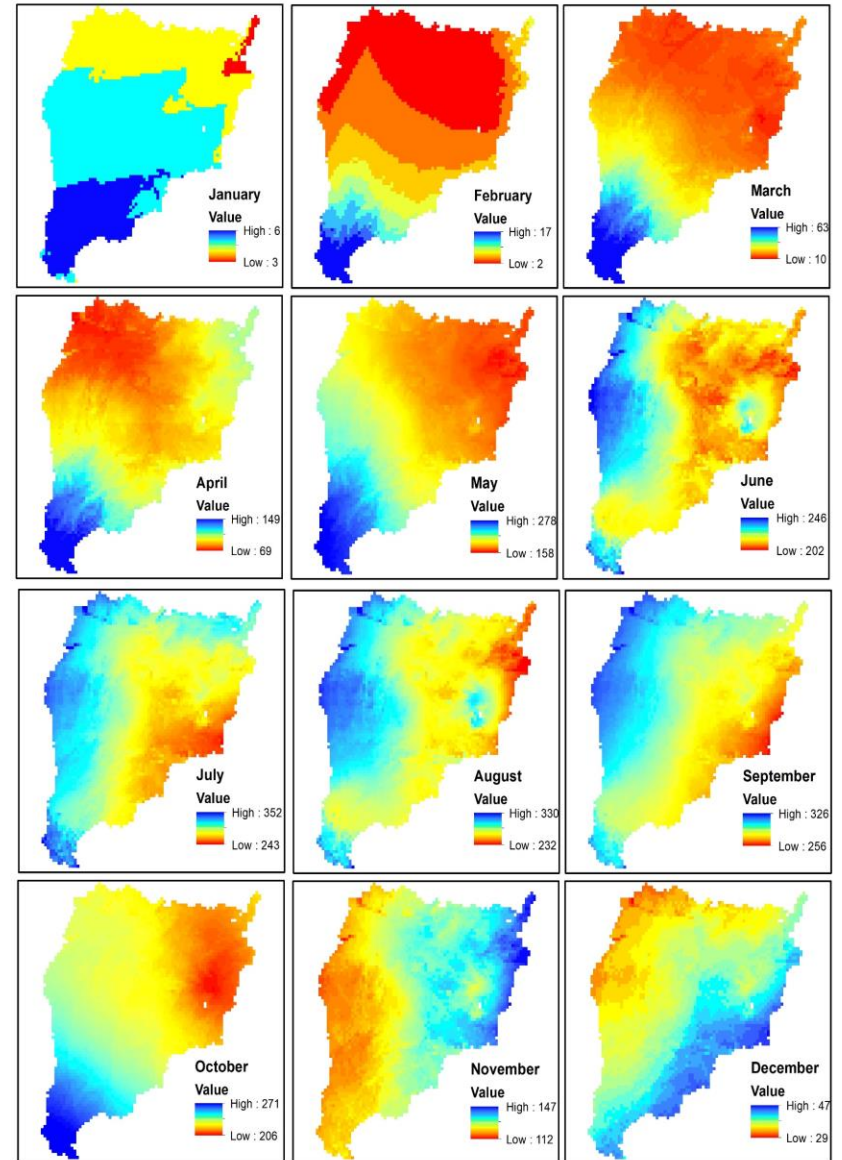 January
Value
High : 6
Low : 3
February
Value
High : 17
Low : 2
March
Value
High : 63
Low : 10
April
Value
High : 149
Low : 69
May
Value
High : 278
Low : 158
June
Value
High : 246
Low : 202
July
Value
High : 352
Low : 243
August
Value
High : 330
Low : 232
September
Value
High : 326
Low : 256
October
Value
High : 271
Low : 206
November
Value
High : 147
Low : 112
December
Value
High : 47
Low : 29